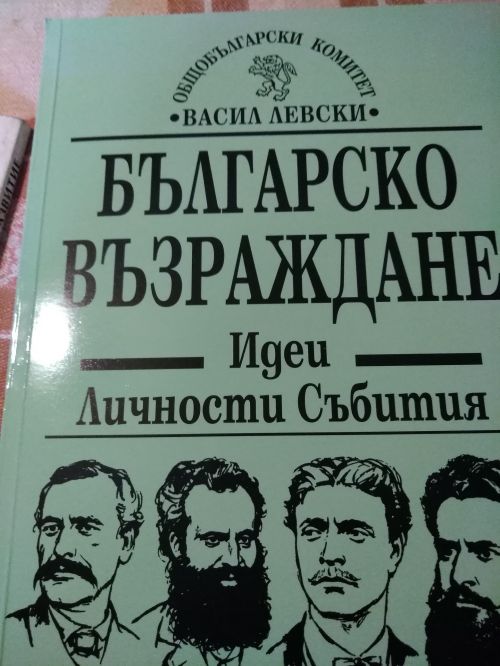 ОБЩОБЪЛГАРСКИ КОМИТЕТ
•ВАСИЛ ЛЕВСКИ•
БЪЛГАРСКО
ВЪЗРАЖДАНЕ
Идеи
Личности Събития